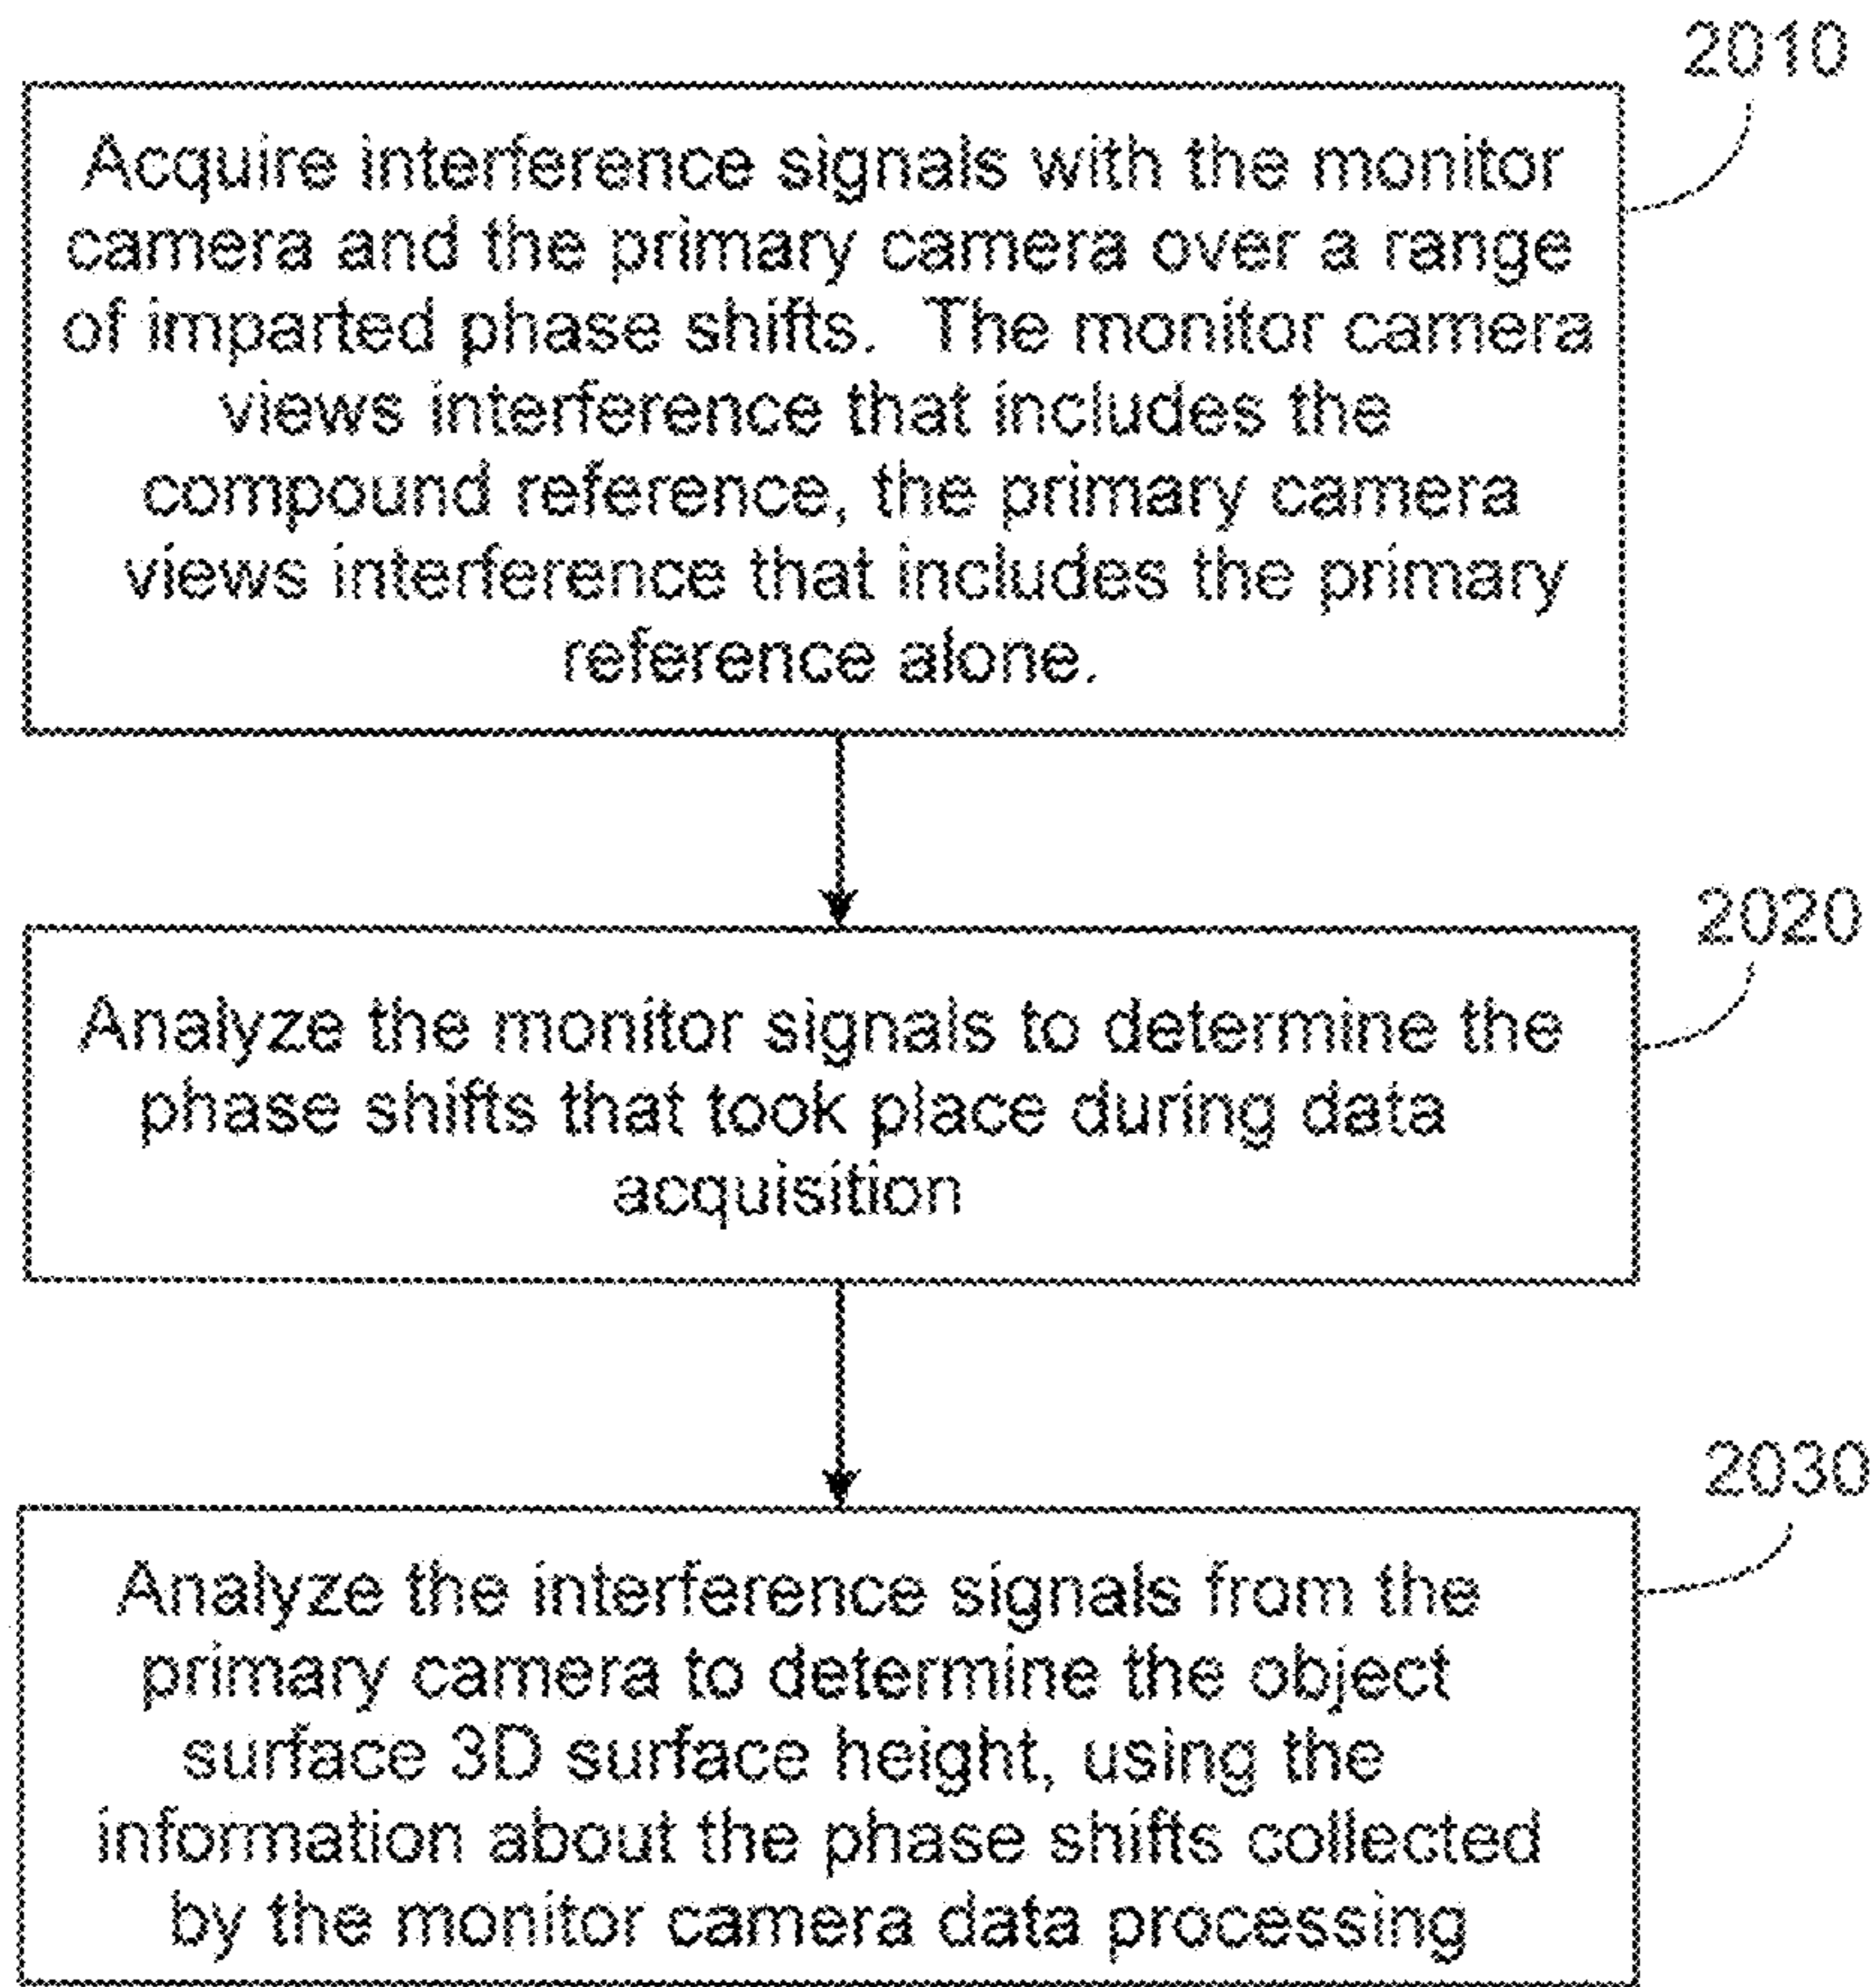 2010
Acquire interference signals with the monitor
camera and the primary camera over a range
of imparted phase shifts. The monitor camera
views interference that includes the
compound reference, the primary camera
views interference that includes the primary
reference alone.
2020
Analyze the monitor signals to determine the
phase shifts that took place during data
acquisition
2030
Analyze the interference signals from the
primary camera to determine the object
surface 3D surface height, using the
information about the phase shifts collected
by the monitor camera data processing